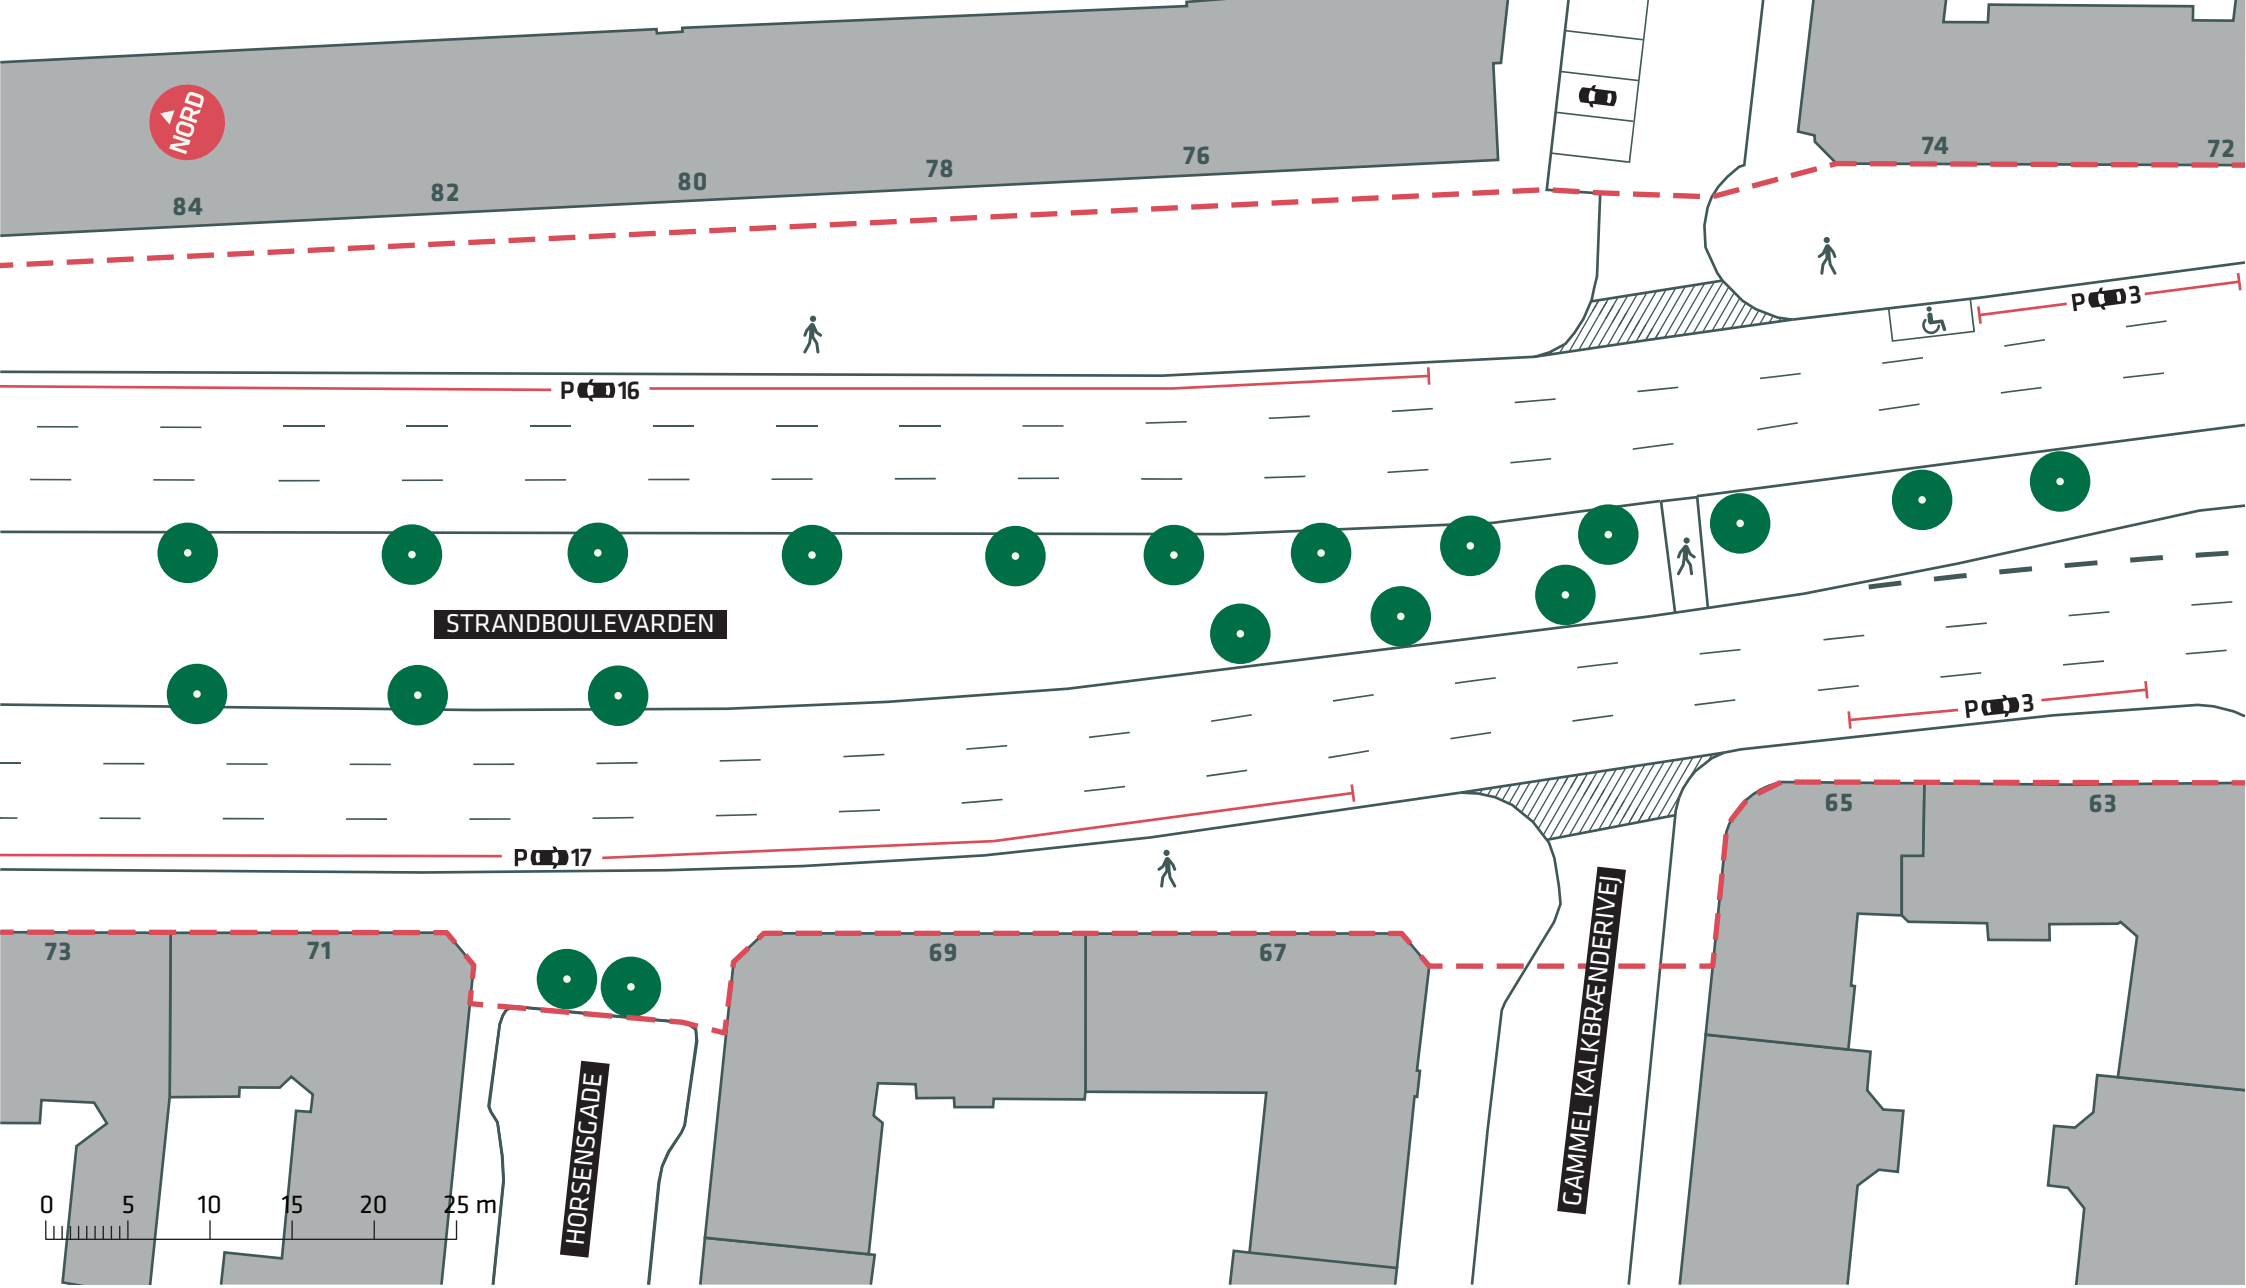 NORD
84
82
80
78
76
74
72
P 3
P 16
STRANDBOULEVARDEN
P 3
P 17
65
63
73
71
69
67
GAMMEL KALKBRÆNDERIVEJ
HORSENSGADE
0 5 10 15 20 25 m